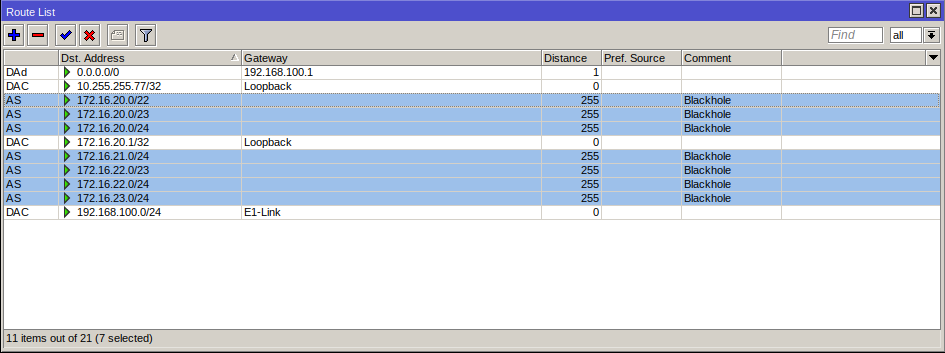 Route List
Find all
Dst. Address Gateway Distance Pref. Source Comment
DAd 0.0.0.0/0 192.168.100.1 1
DAC 10.255.255.77/32 Loopback 0
AS 172.16.20.0/22 255 Blackhole
AS 172.16.20.0/23 255 Blackhole
AS 172.16.20.0/24 255 Blackhole
DAC 172.16.20.1/32 Loopback 0
AS 172.16.21.0/24 255 Blackhole
AS 172.16.22.0/23 255 Blackhole
AS 172.16.22.0/24 255 Blackhole
AS 172.16.23.0/24 255 Blackhole
DAC 192.168.100.0/24 E1-Link 0
11 items out of 21 (7 selected)